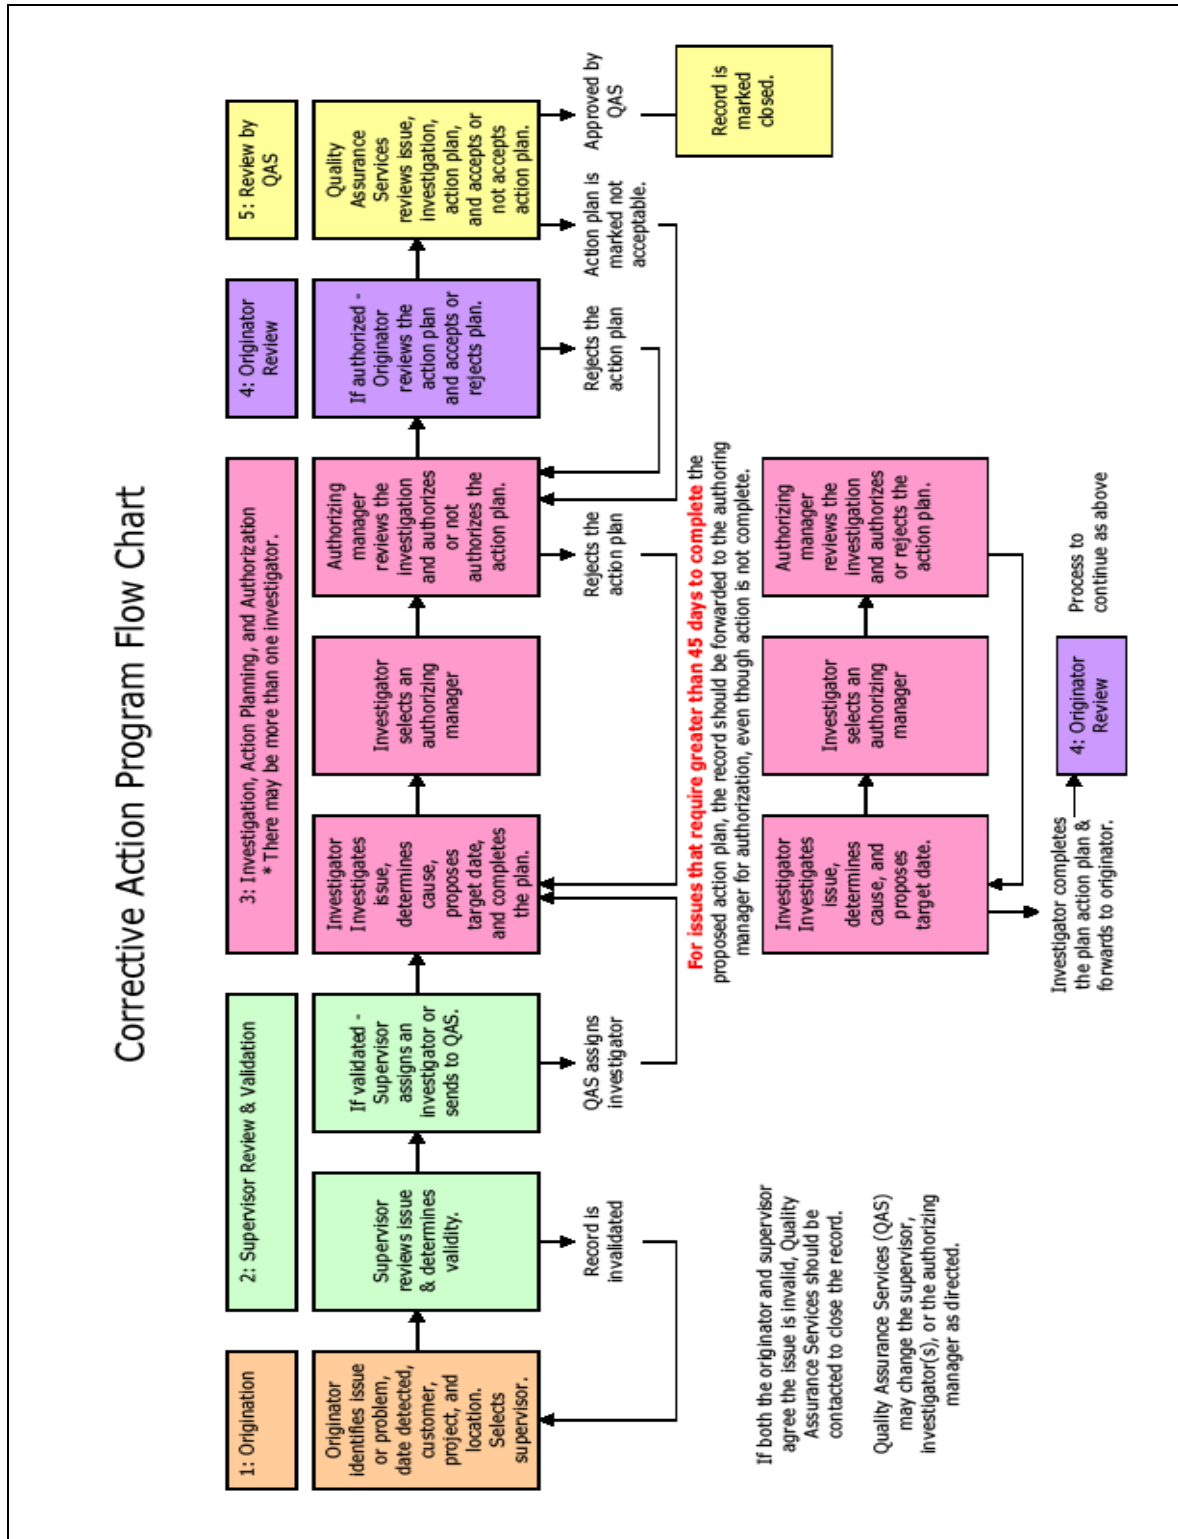 Corrective Action Program Flow Chart
1: Origination
2: Supervisor Review & Validation
3: Investigation, Action Planning, and Authorization
* There may be more than one investigator.
4: Originator
Review
5: Review by
QAS
Originator
identifies issue
or problem,
date detected,
customer,
project, and
location.
Selects
supervisor.
Supervisor
reviews issue
& determines
validity.
If validated -
Supervisor
assigns an
investigator or
sends to QAS.
Investigator
Investigates
issue,
determines
cause,
proposes
target date,
and completes
the plan.
Investigator
selects an
authorizing
manager
Authorizing
manager
reviews the
investigation
and authorizes
or not
authorizes the
action plan.
If authorized -
Originator
reviews the
action plan
and accepts or
rejects plan.
Quality
Assurance
Services
reviews issue,
investigation,
action plan,
and accepts or
not accepts
action plan.
Record is
invalidated
QAS assigns
investigator
Rejects the
action plan
Rejects the
action plan
Action plan is
marked not
acceptable.
Approved by
QAS
Record is
marked
closed.
For issues that require greater than 45 days to complete the
proposed action plan, the record should be forwarded to the authoring
manager for authorization, even though action is not complete.
Investigator
Investigates
issue,
determines
cause, and
proposes
target date.
Investigator
selects an
authorizing
manager
Authorizing
manager
reviews the
investigation
and authorizes
or rejects the
action plan.
Investigator completes
the plan action plan &
forwards to originator.
4: Originator
Review
Process to
continue as above
If both the originator and supervisor
agree the issue is invalid, Quality
Assurance Services should be
contacted to close the record.
Quality Assurance Services (QAS)
may change the supervisor,
investigator(s), or the authorizing
manager as directed.